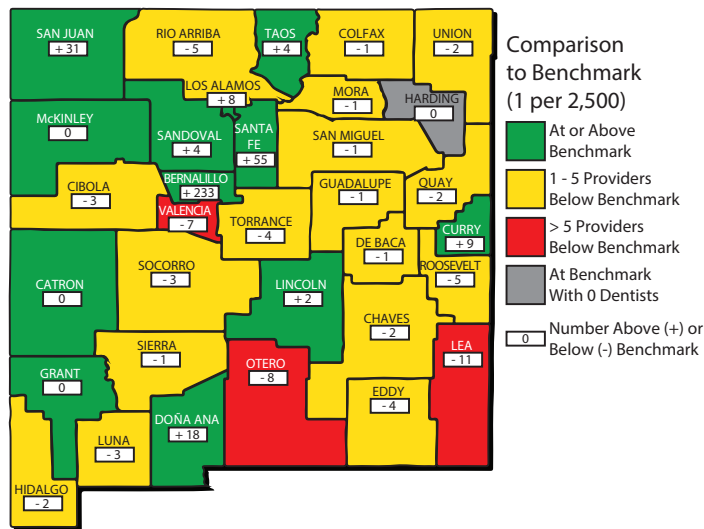 SAN JUAN
+ 31
RIO ARRIBA
- 5
TAOS
+ 4
COLFAX
- 1
UNION
- 2
LOS ALAMOS
+ 8
MORA
- 1
HARDING
0
McKINLEY
0
SANDOVAL
+ 4
SANTA
FE
+ 55
SAN MIGUEL
- 1
CIBOLA
- 3
BERNALILLO
+ 233
VALENCIA
- 7
TORRANCE
- 4
GUADALUPE
- 1
QUAY
- 2
CURRY
+ 9
DE BACA
- 1
ROOSEVELT
- 5
CATRON
0
SOCORRO
- 3
LINCOLN
+ 2
CHAVES
- 2
SIERRA
- 1
OTERO
- 8
LEA
- 11
GRANT
0
EDDY
- 4
DOÑA ANA
+ 18
LUNA
- 3
HIDALGO
- 2
Comparison
to Benchmark
(1 per 2,500)
At or Above
Benchmark
1 - 5 Providers
Below Benchmark
> 5 Providers
Below Benchmark
At Benchmark
With 0 Dentists
0
Number Above (+) or
Below (-) Benchmark